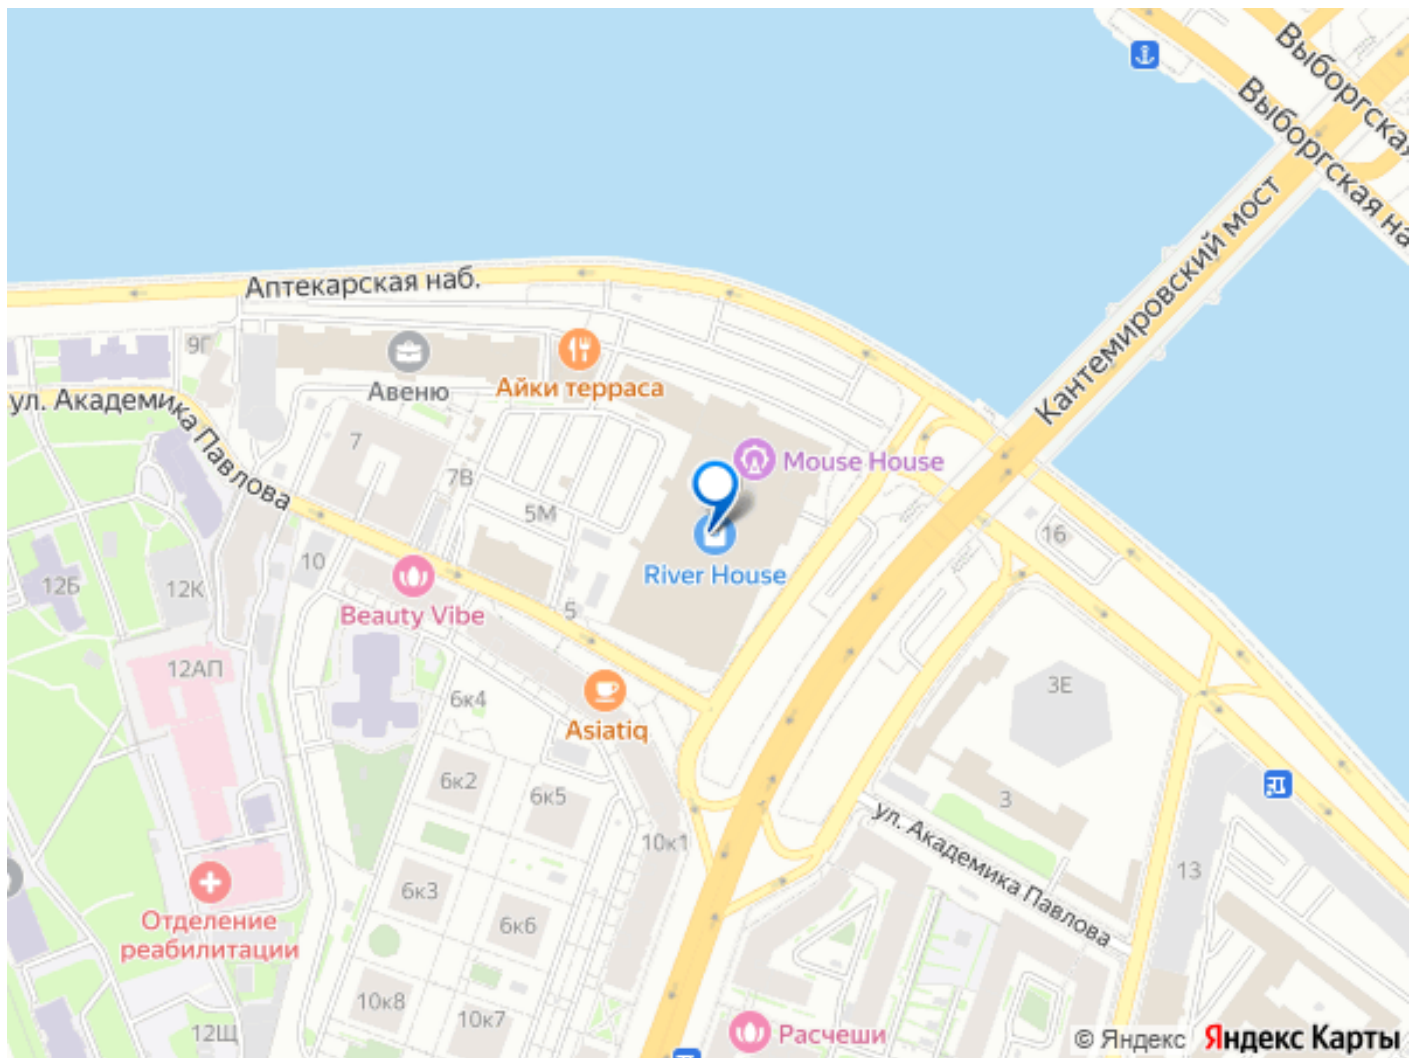 Выборгская
Выборгская на
Кантемировский мост
Аптекарская наб.
9Г
Авеню
Айки терраса
ул. Академика Павлова
7
Mouse House
7В
5М
River House
16
10
12Б
12К
Beauty Vibe
5
12АП
6к4
Asiatiq
3Е
6к2
6к5
3
10к1
ул. Академика Павлова
13
6к3
6к6
Отделение
реабилитации
10к8
10к7
12Щ
Расчеши
© Яндекс Яндекс Карты